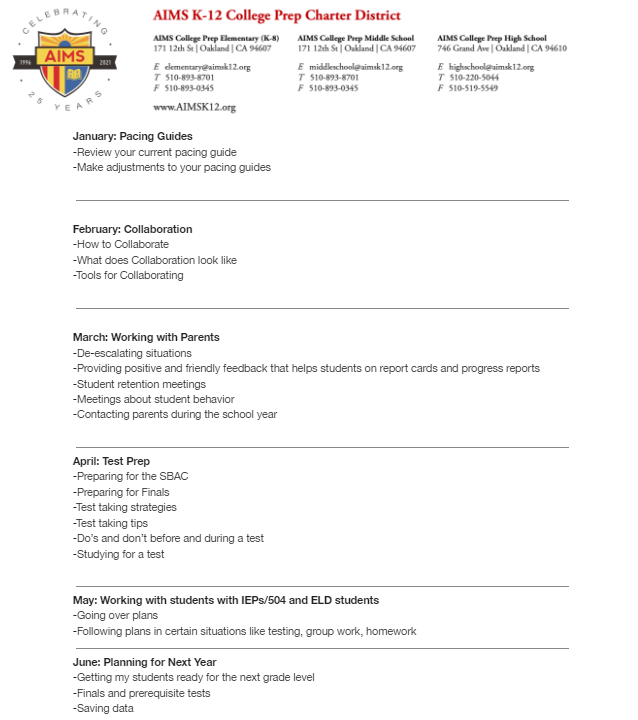 CELEBRATING
1996
AIMS
2021
25 YEARS
AIMS K-12 College Prep Charter District
AIMS College Prep Elementary (K-8)
171 12th St | Oakland | CA 94607
E elementary@aimsk12.org
T 510-893-8701
F 510-893-0345
AIMS College Prep Middle School
171 12th St | Oakland | CA 94607
E middleschool@aimsk12.org
T 510-893-8701
F 510-893-0345
AIMS College Prep High School
746 Grand Ave | Oakland | CA 94610
E highschool@aimsk12.org
T 510-220-5044
F 510-519-5549
www.AIMSK12.org
January: Pacing Guides
-Review your current pacing guide
-Make adjustments to your pacing guides
February: Collaboration
-How to Collaborate
-What does Collaboration look like
-Tools for Collaborating
March: Working with Parents
-De-escalating situations
-Providing positive and friendly feedback that helps students on report cards and progress reports
-Student retention meetings
-Meetings about student behavior
-Contacting parents during the school year
April: Test Prep
-Preparing for the SBAC
-Preparing for Finals
-Test taking strategies
-Test taking tips
-Do's and don't before and during a test
-Studying for a test
May: Working with students with IEPs/504 and ELD students
-Going over plans
-Following plans in certain situations like testing, group work, homework
June: Planning for Next Year
-Getting my students ready for the next grade level
-Finals and prerequisite tests
-Saving data